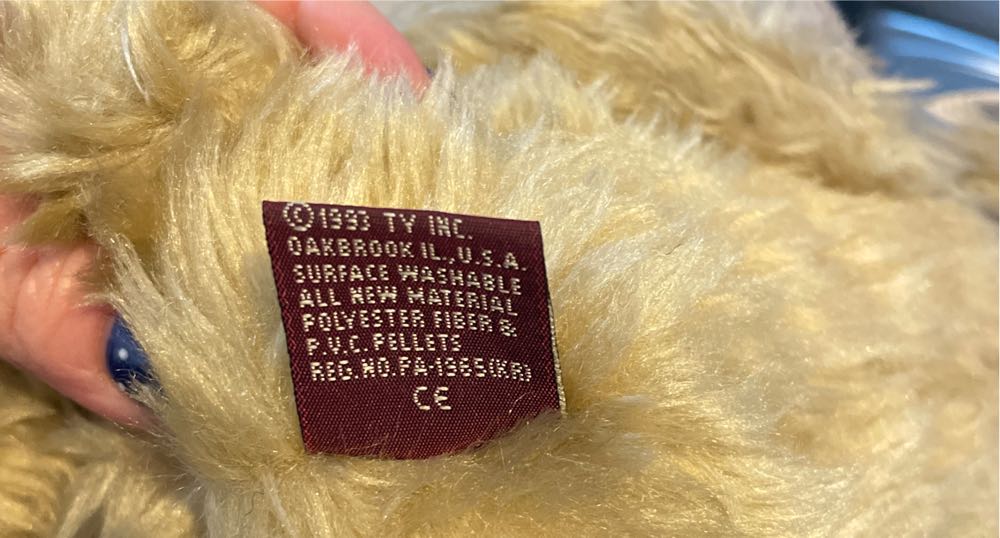 ©1993 TY INC.
OAKBROOK IL., U.S.A.
SURFACE WASHABLE
ALL NEW MATERIAL
POLYESTER FIBER &
P.V.C. PELLETS
REG. NO. PA-1965(KR)
CE